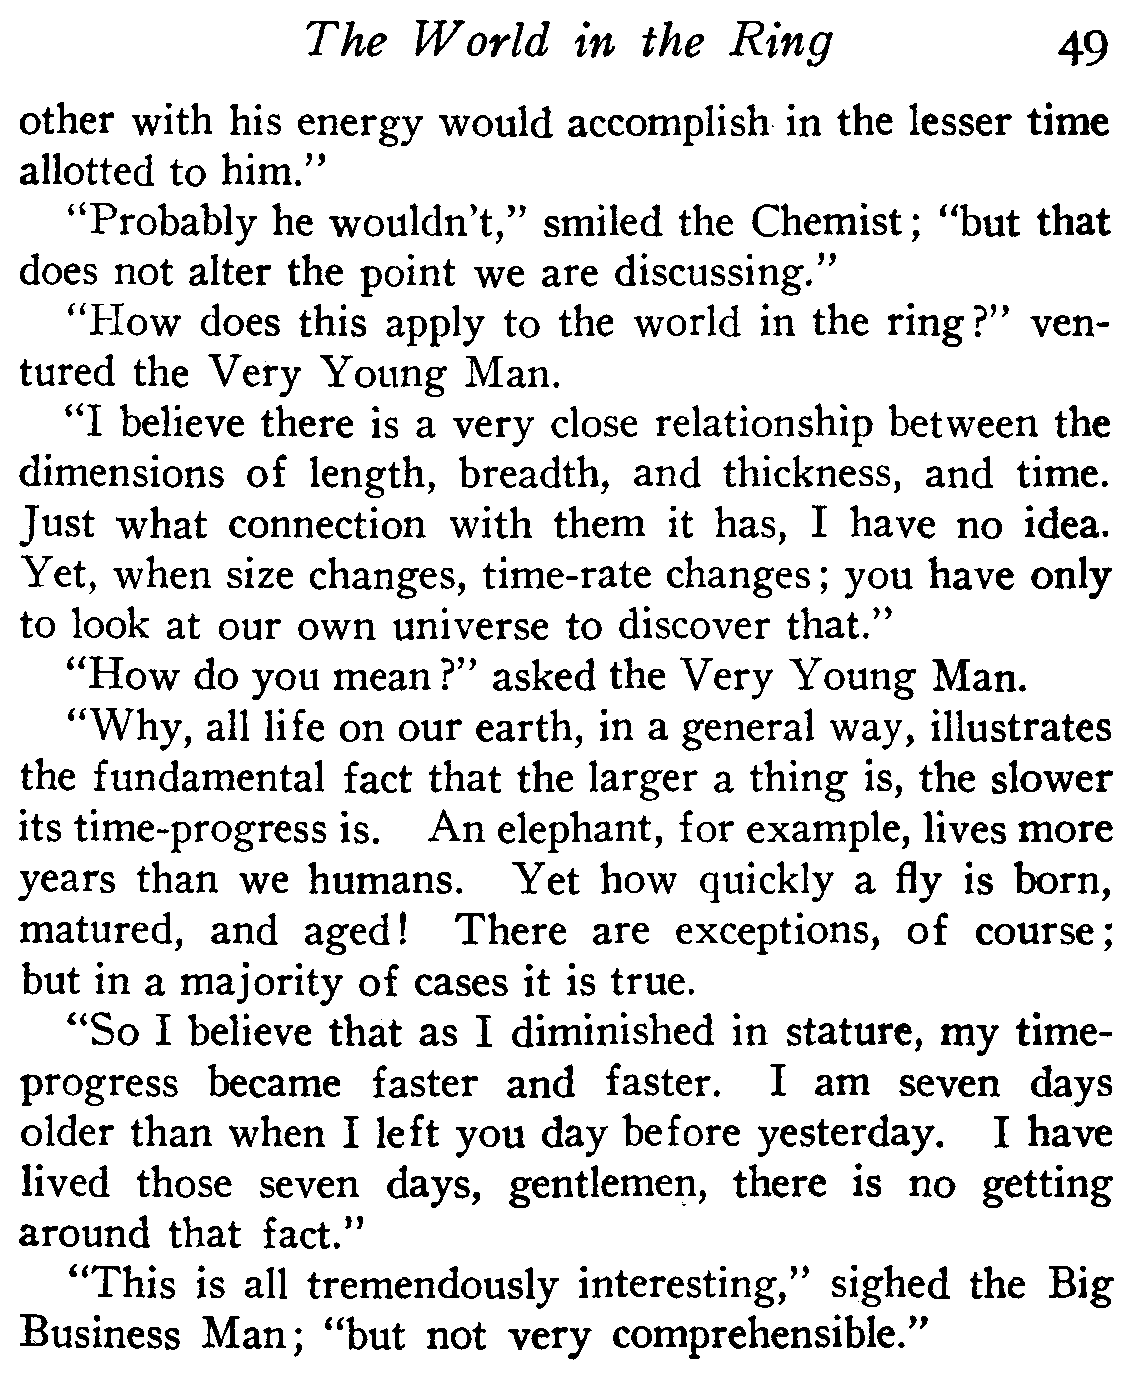 The World in the Ring 49
other with his energy would accomplish in the lesser time
allotted to him."
"Probably he wouldn't," smiled the Chemist; "but that
does not alter the point we are discussing."
"How does this apply to the world in the ring?" ven-
tured the Very Young Man.
"I believe there is a very close relationship between the
dimensions of length, breadth, and thickness, and time.
Just what connection with them it has, I have no idea.
Yet, when size changes, time-rate changes; you have only
to look at our own universe to discover that."
"How do you mean?" asked the Very Young Man.
"Why, all life on our earth, in a general way, illustrates
the fundamental fact that the larger a thing is, the slower
its time-progress is. An elephant, for example, lives more
years than we humans. Yet how quickly a fly is born,
matured, and aged! There are exceptions, of course;
but in a majority of cases it is true.
"So I believe that as I diminished in stature, my time-
progress became faster and faster. I am seven days
older than when I left you day before yesterday. I have
lived those seven days, gentlemen, there is no getting
around that fact."
"This is all tremendously interesting," sighed the Big
Business Man; "but not very comprehensible."